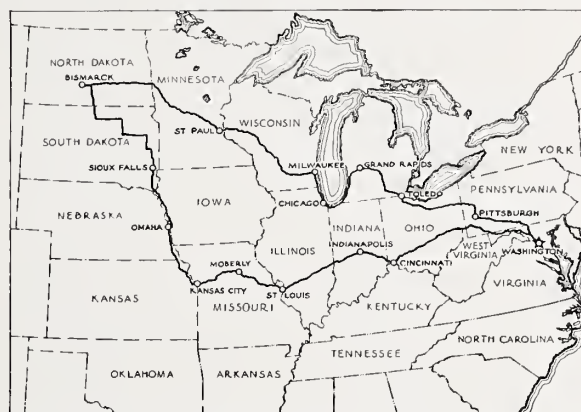 NORTH DAKOTA
BISMARCK
MINNESOTA
WISCONSIN
ST PAUL
SOUTH DAKOTA
SIOUX FALLS
MILWAUKEE
GRAND RAPIDS
NEW YORK
IOWA
CHICAGO
TOLEDO
PENNSYLVANIA
NEBRASKA
OMAHA
PITTSBURGH
ILLINOIS
INDIANA
OHIO
INDIANAPOLIS
WEST
VIRGINIA
WASHINGTON
MOBERLY
CINCINNATI
KANSAS CITY
ST LOUIS
VIRGINIA
KANSAS
MISSOURI
KENTUCKY
TENNESSEE
NORTH CAROLINA
OKLAHOMA
ARKANSAS